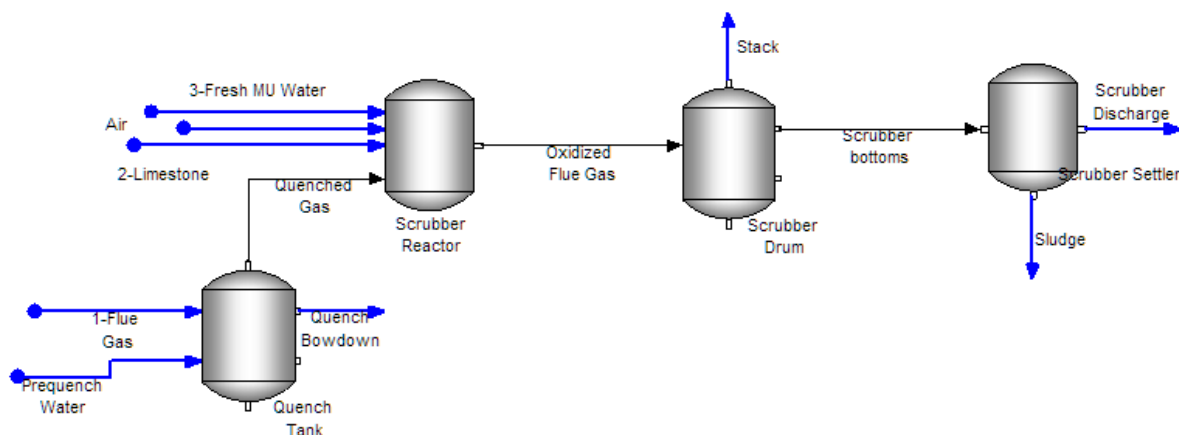 Stack
3-Fresh MU Water
Air
2-Limestone
Quenched
Gas
Scrubber
Reactor
Oxidized
Flue Gas
Scrubber
Drum
Scrubber
bottoms
Scrubber
Discharge
Scrubber Settler
Sludge
1-Flue
Gas
Quench
Bowdown
Prequench
Water
Quench
Tank